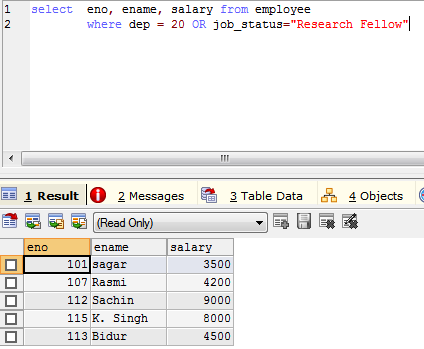 1 select eno, ename, salary from employee
2 where dep = 20 OR job_status="Research Fellow"
1 Result 2 Messages 3 Table Data 4 Objects
(Read Only)
eno ename salary
101 sagar 3500
107 Rasmi 4200
112 Sachin 9000
115 K. Singh 8000
113 Bidur 4500